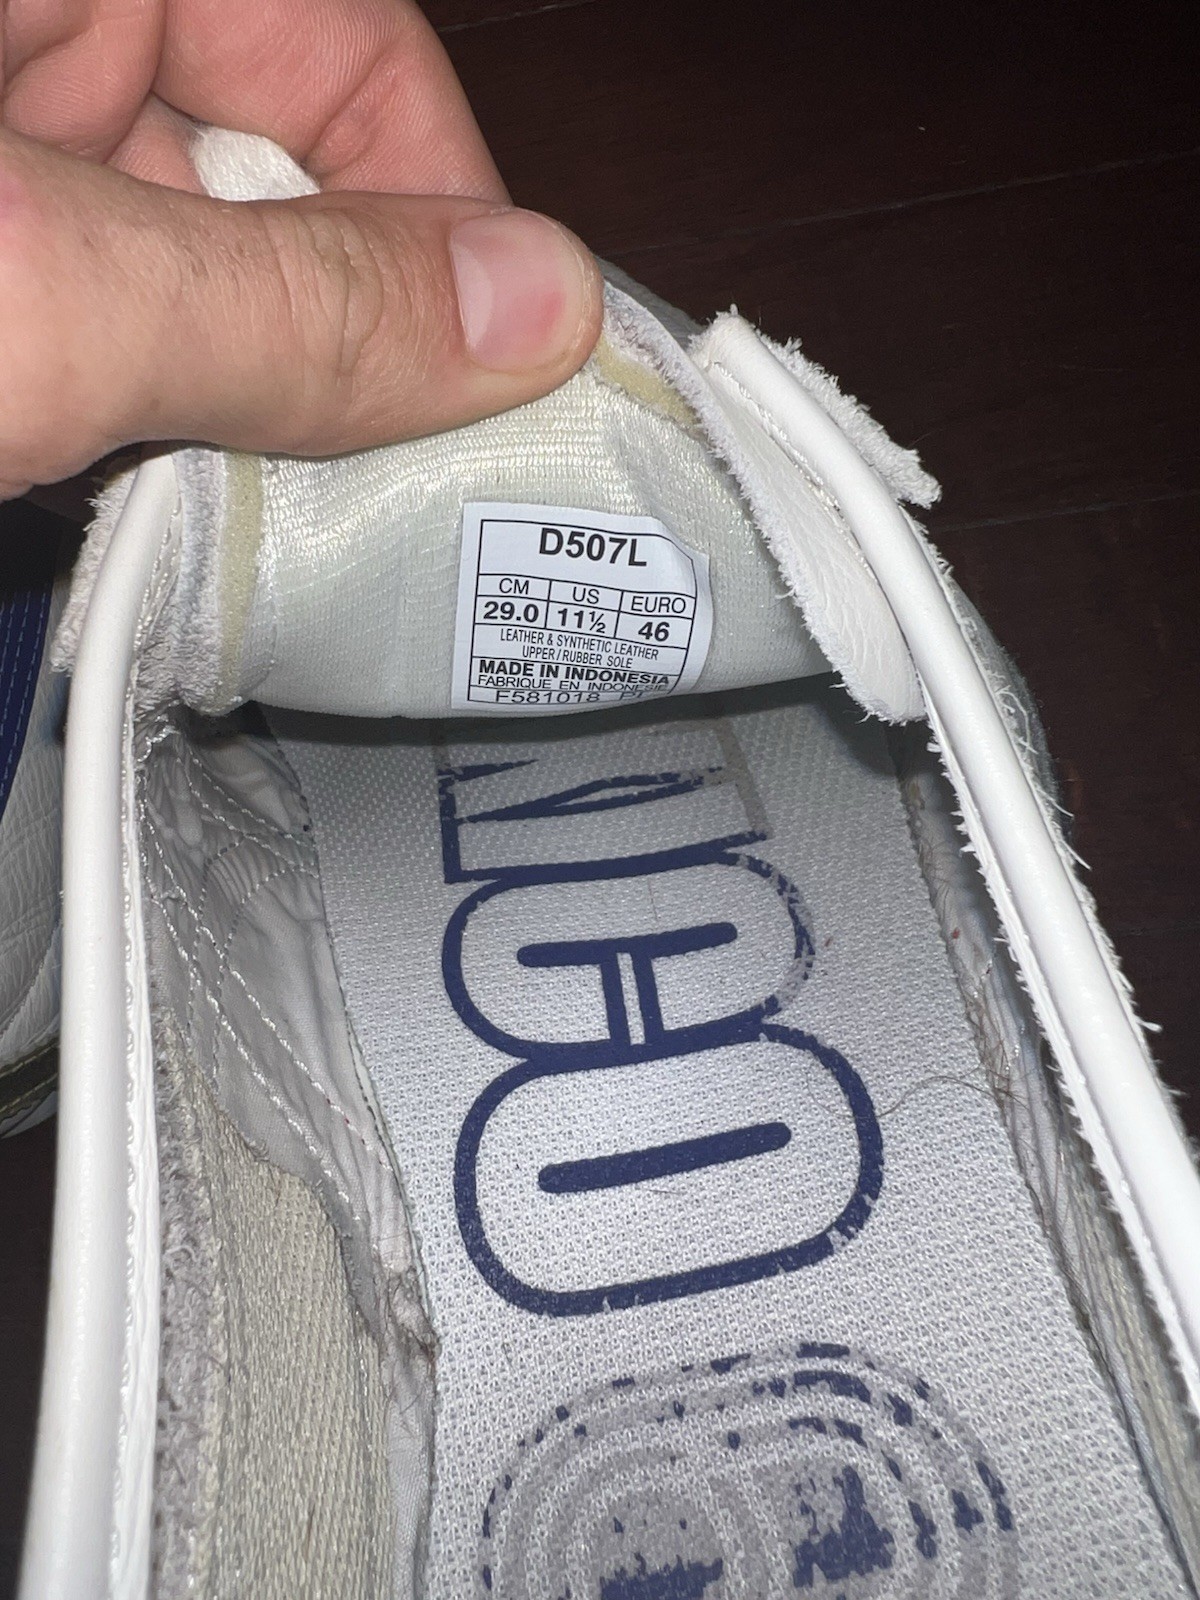 D507L
CM US EURO
29.0 11½ 46
LEATHER & SYNTHETIC LEATHER
UPPER/RUBBER SOLE
MADE IN INDONESIA
FABRIQUE EN INDONESIE
F581018